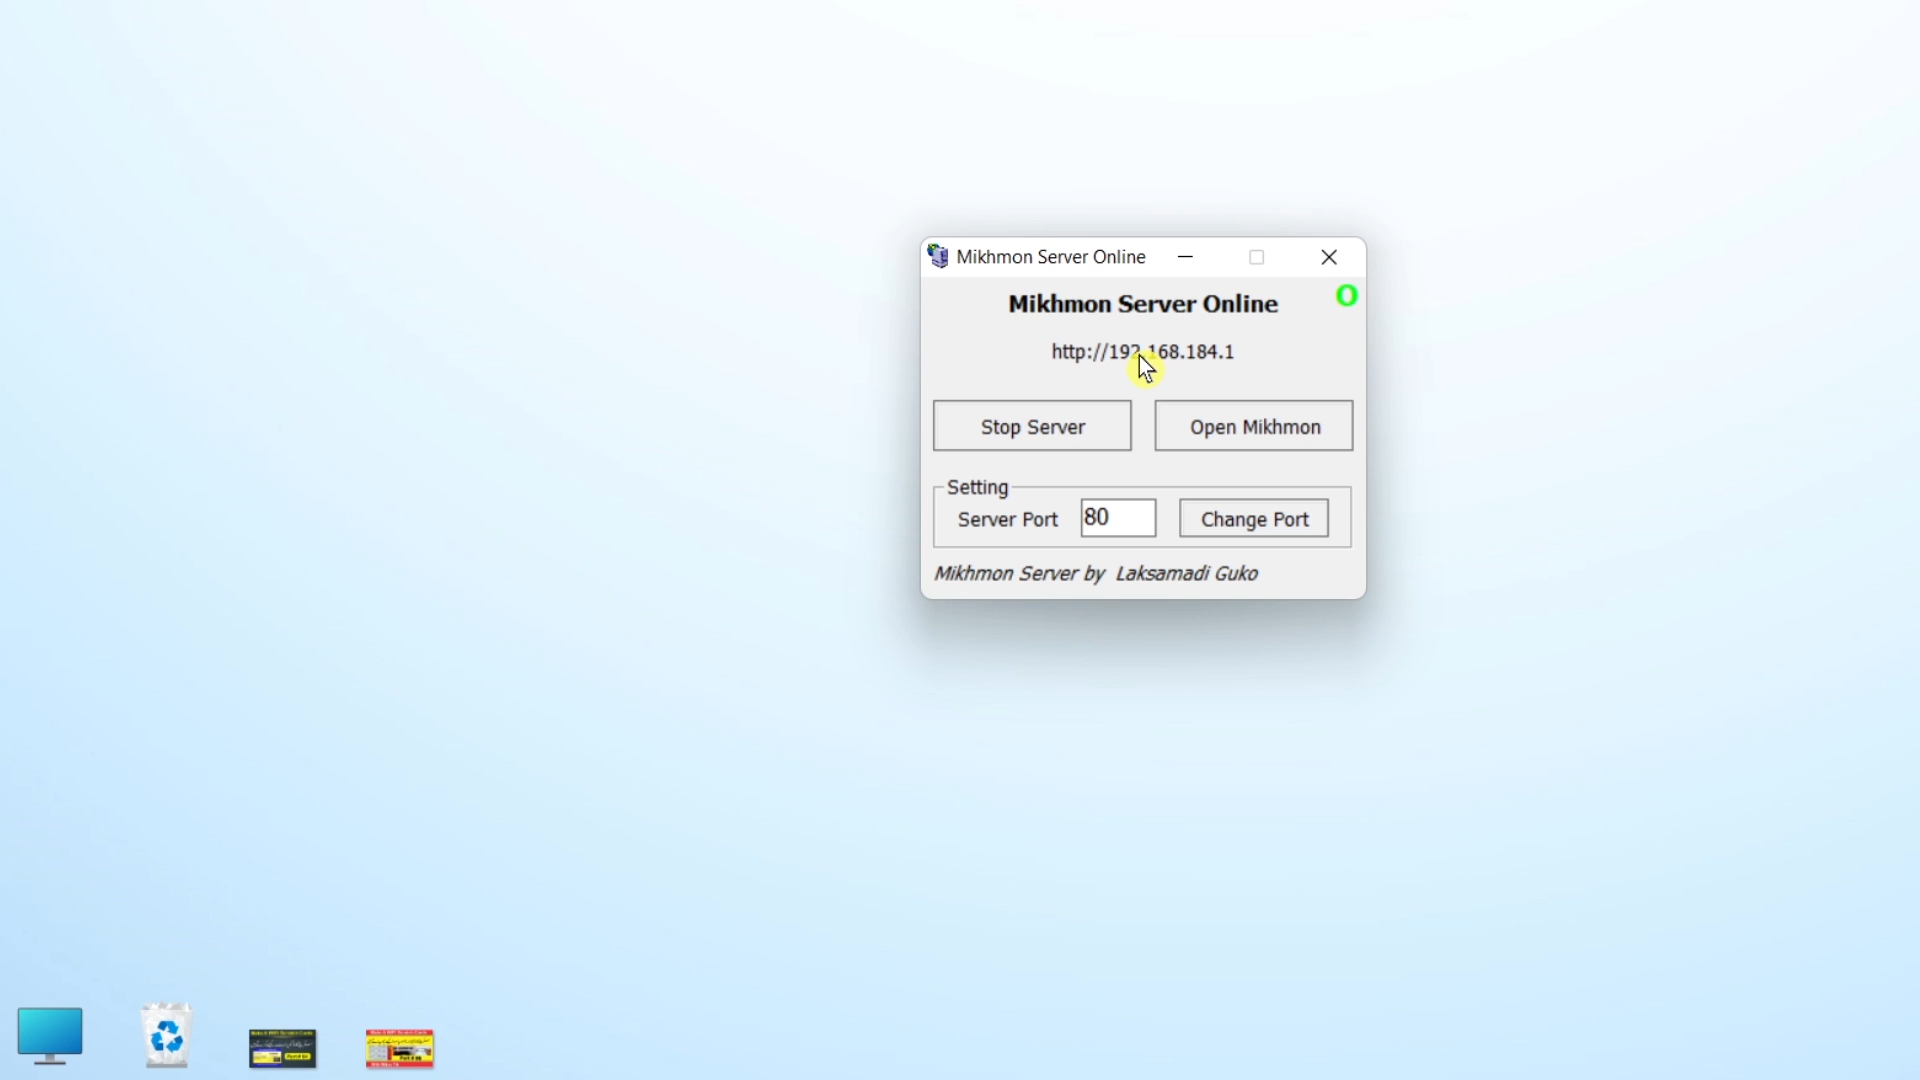 Mikhmon Server Online
Mikhmon Server Online
O
http://192.168.184.1
Stop Server
Open Mikhmon
Setting
Server Port
80
Change Port
Mikhmon Server by Laksamadi Guko